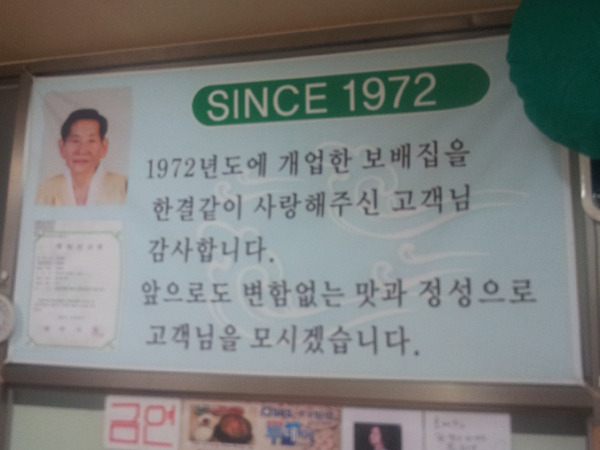 SINCE 1972
1972년도에 개업한 보배집을
한결같이 사랑해주신 고객님
감사합니다.
앞으로도 변함없는 맛과 정성으로
고객님을 모시겠습니다.
금연